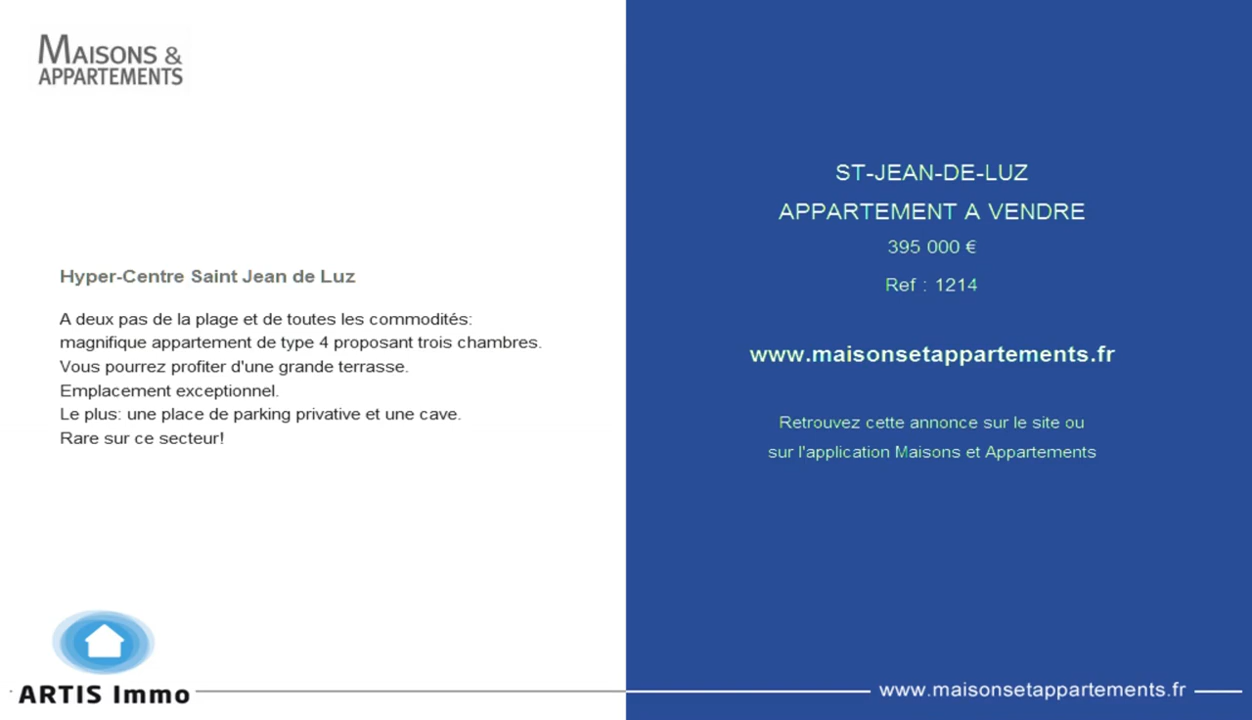 MAISONS &
APPARTEMENTS
Hyper-Centre Saint Jean de Luz
A deux pas de la plage et de toutes les commodités:
magnifique appartement de type 4 proposant trois chambres.
Vous pourrez profiter d'une grande terrasse.
Emplacement exceptionnel.
Le plus: une place de parking privative et une cave.
Rare sur ce secteur!
ARTIS Immo
ST-JEAN-DE-LUZ
APPARTEMENT A VENDRE
395 000 €
Ref : 1214
www.maisonsetappartements.fr
Retrouvez cette annonce sur le site ou
sur l'application Maisons et Appartements
www.maisonsetappartements.fr